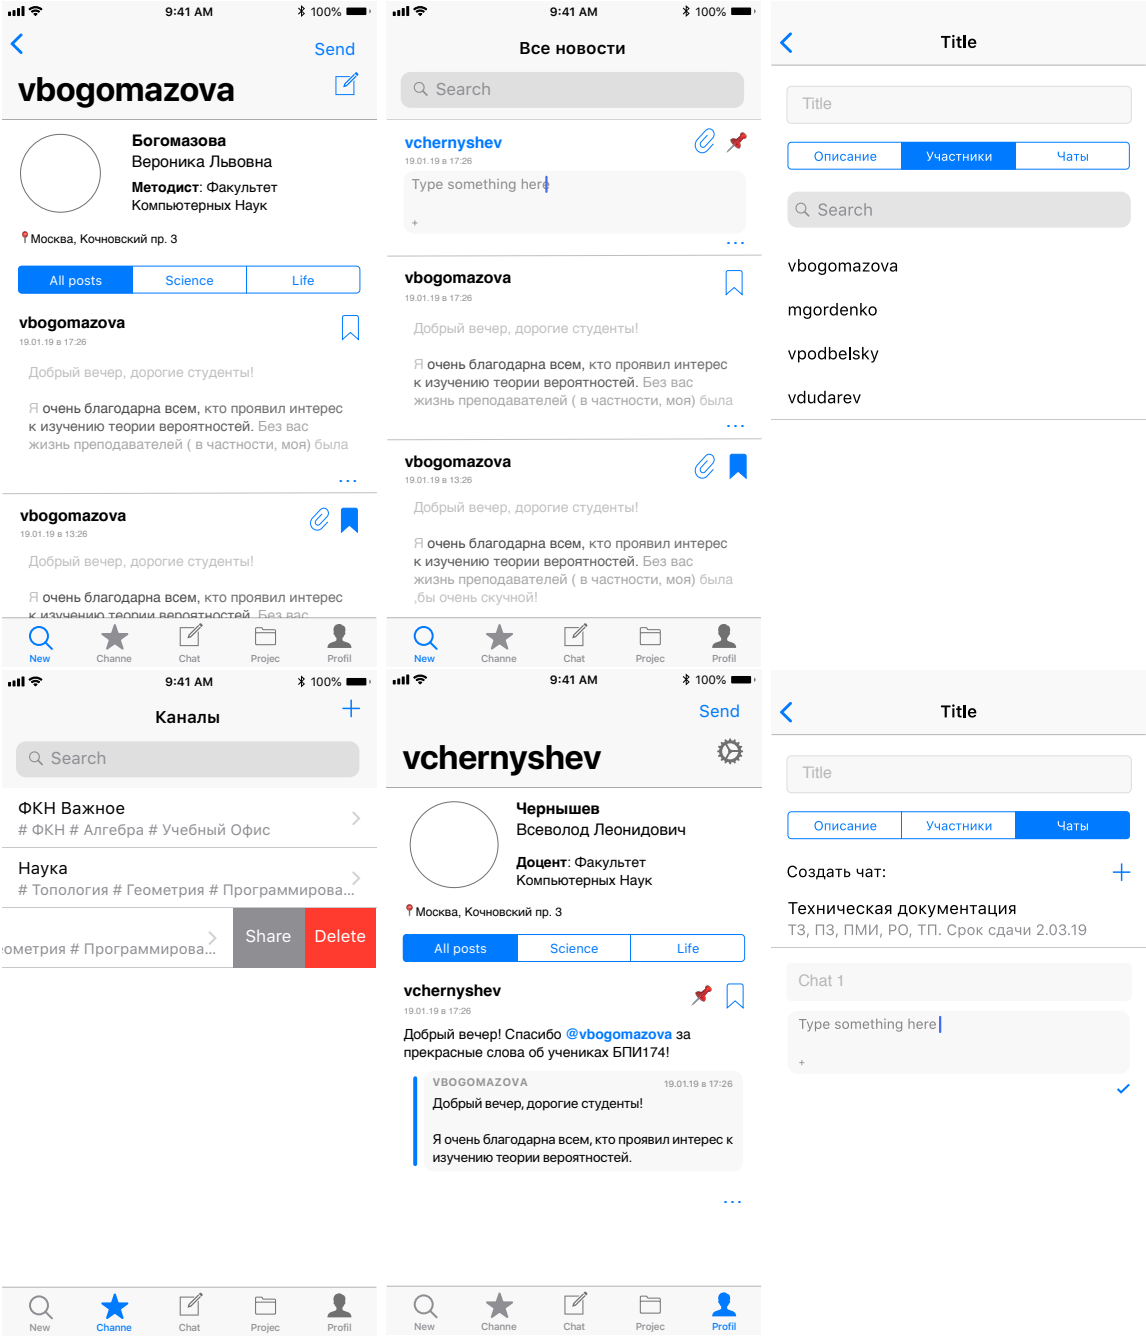 9:41 AM
100%
Send
vbogomazova
Богомазова
Вероника Львовна
Методист: Факультет
Компьютерных Наук
Москва, Кочновский пр. 3
All posts
Science
Life
vbogomazova
19.01.19 в 17:26
Добрый вечер, дорогие студенты!
Я очень благодарна всем, кто проявил интерес
к изучению теории вероятностей. Без вас
жизнь преподавателей ( в частности, моя) была
...
vbogomazova
19.01.19 в 13:26
Добрый вечер, дорогие студенты!
Я очень благодарна всем, кто проявил интерес
к изучению теории вероятностей. Без вас
New
Channe
Chat
Projec
Profil
9:41 AM
100%
Все новости
Search
vchernyshev
19.01.19 в 17:26
Type something here
+
...
vbogomazova
19.01.19 в 17:26
Добрый вечер, дорогие студенты!
Я очень благодарна всем, кто проявил интерес
к изучению теории вероятностей. Без вас
жизнь преподавателей ( в частности, моя) была
...
vbogomazova
19.01.19 в 13:26
Добрый вечер, дорогие студенты!
Я очень благодарна всем, кто проявил интерес
к изучению теории вероятностей. Без вас
жизнь преподавателей ( в частности, моя) была
,бы очень скучной!
New
Channe
Chat
Projec
Profil
Title
Title
Описание
Участники
Чаты
Search
vbogomazova
mgordenko
vpodbelsky
vdudarev
9:41 AM
100%
Каналы
+
Search
ФКН Важное
# ФКН # Алгебра # Учебный Офис
Наука
# Топология # Геометрия # Программирова...
ометрия # Программирова...
Share
Delete
New
Channe
Chat
Projec
Profil
9:41 AM
100%
Send
vchernyshev
Чернышев
Всеволод Леонидович
Доцент: Факультет
Компьютерных Наук
Москва, Кочновский пр. 3
All posts
Science
Life
vchernyshev
19.01.19 в 17:26
Добрый вечер! Спасибо @vbogomazova за
прекрасные слова об учениках БПИ174!
VBOGOMAZOVA
19.01.19 в 17:26
Добрый вечер, дорогие студенты!
Я очень благодарна всем, кто проявил интерес к
изучению теории вероятностей.
...
New
Channe
Chat
Projec
Profil
Title
Title
Описание
Участники
Чаты
Создать чат:
+
Техническая документация
ТЗ, ПЗ, ПМИ, РО, ТП. Срок сдачи 2.03.19
Chat 1
Type something here
+